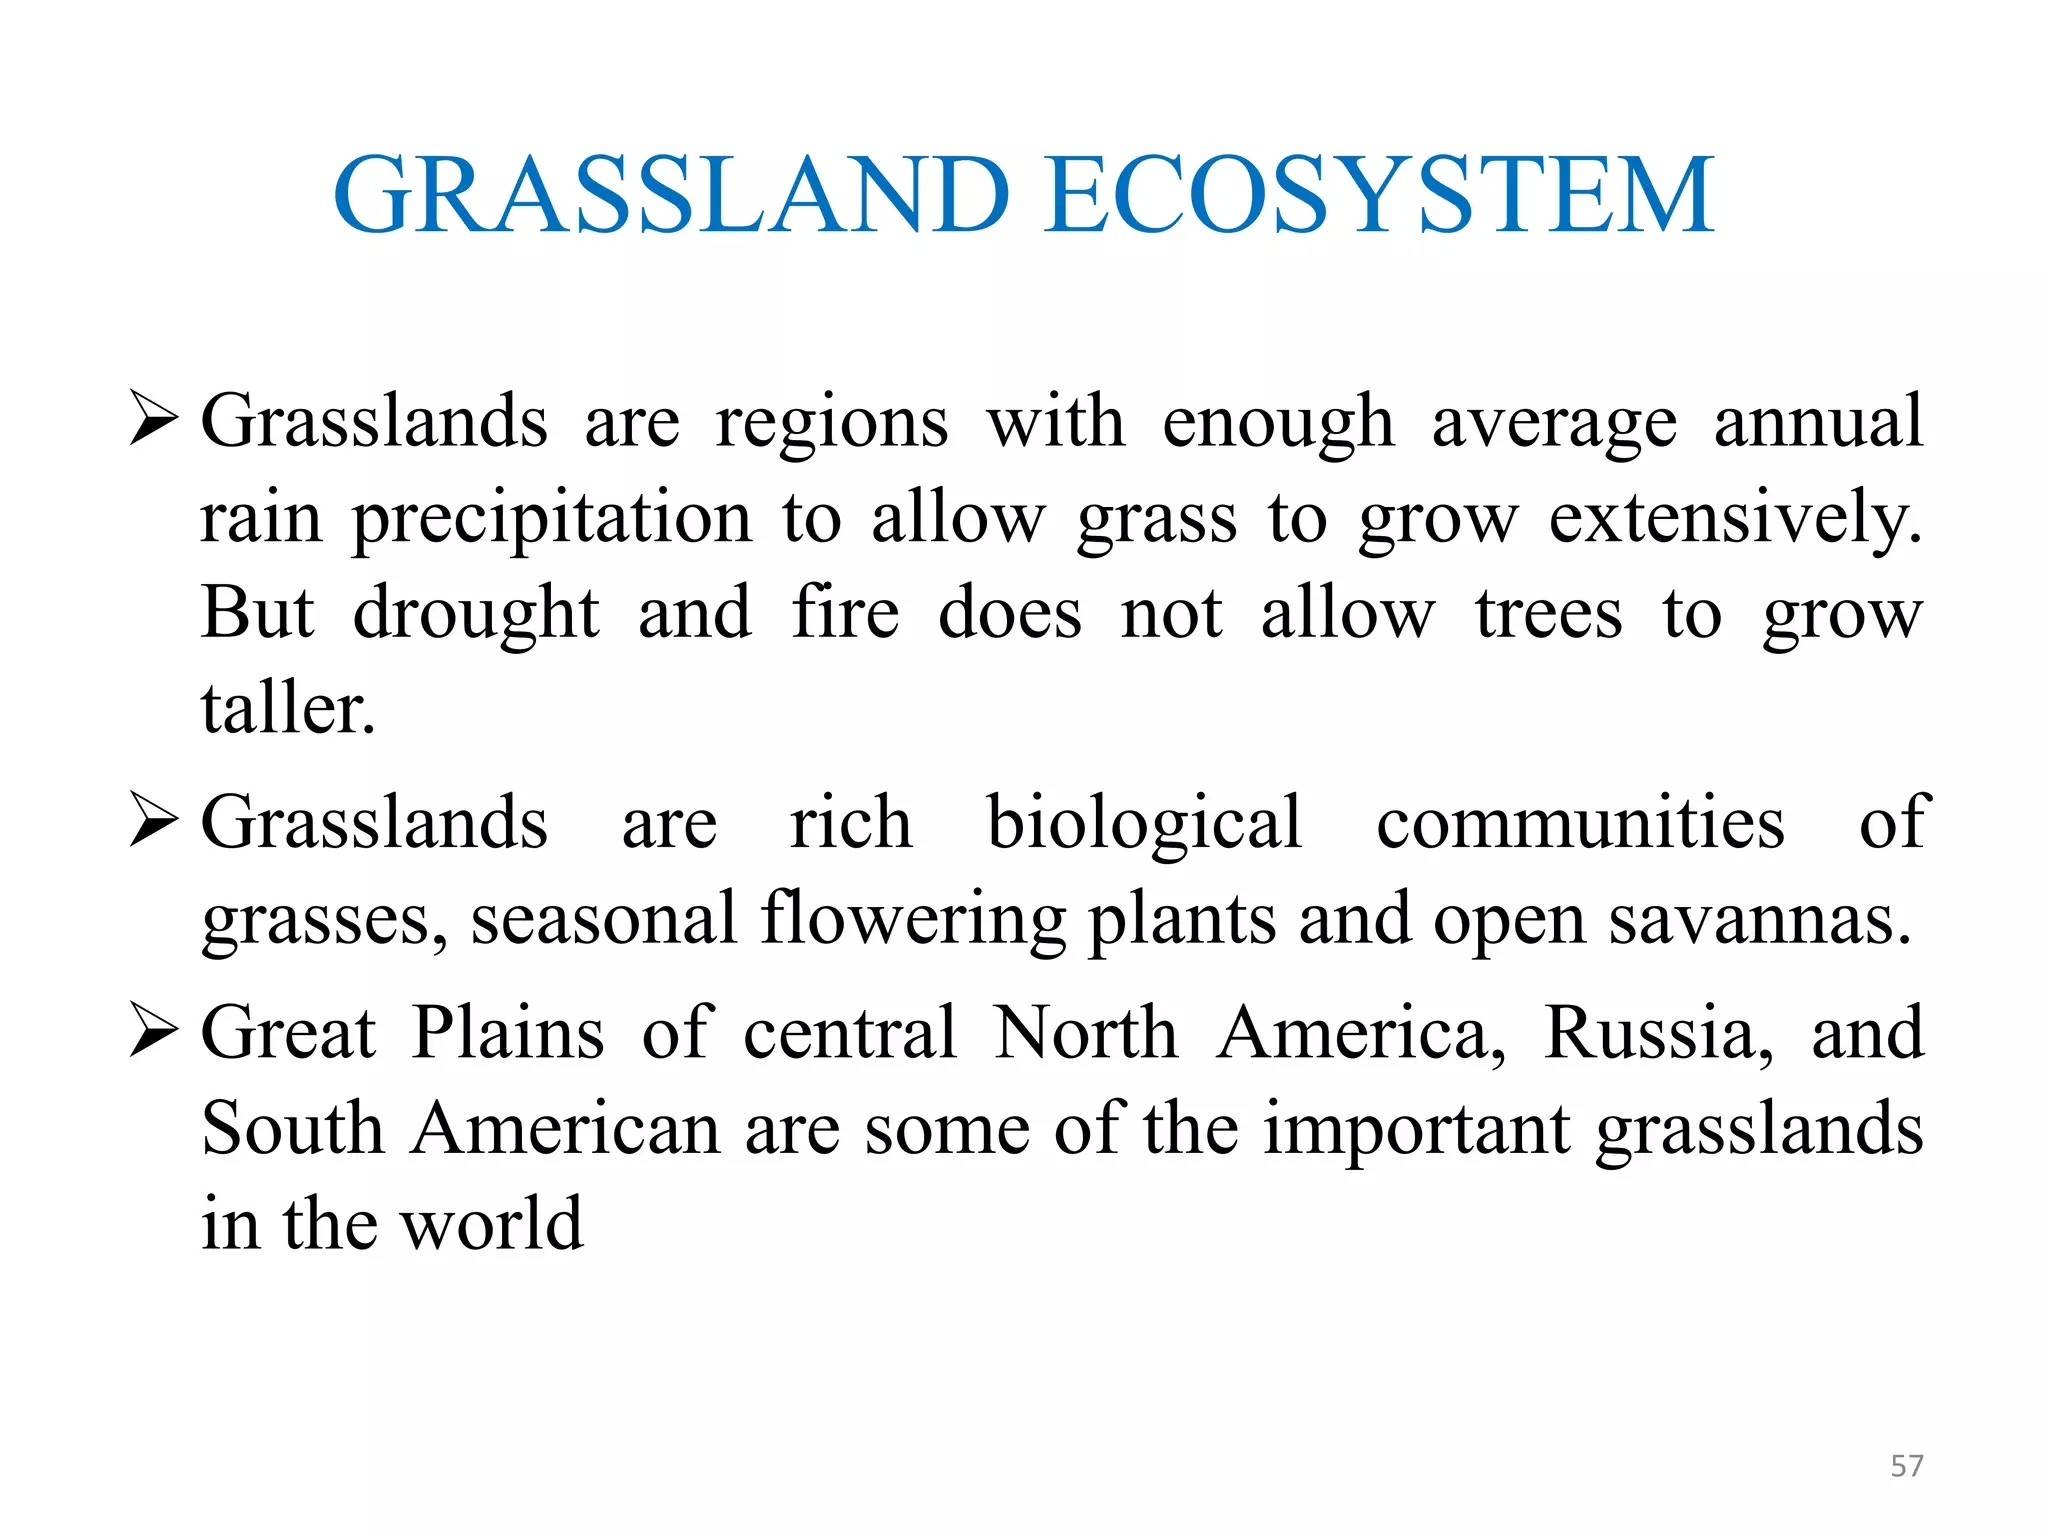 GRASSLAND ECOSYSTEM
➢ Grasslands are regions with enough average annual
rain precipitation to allow grass to grow extensively.
But drought and fire does not allow trees to grow
taller.
➢ Grasslands are rich biological communities of
grasses, seasonal flowering plants and open savannas.
➢ Great Plains of central North America, Russia, and
South American are some of the important grasslands
in the world
57